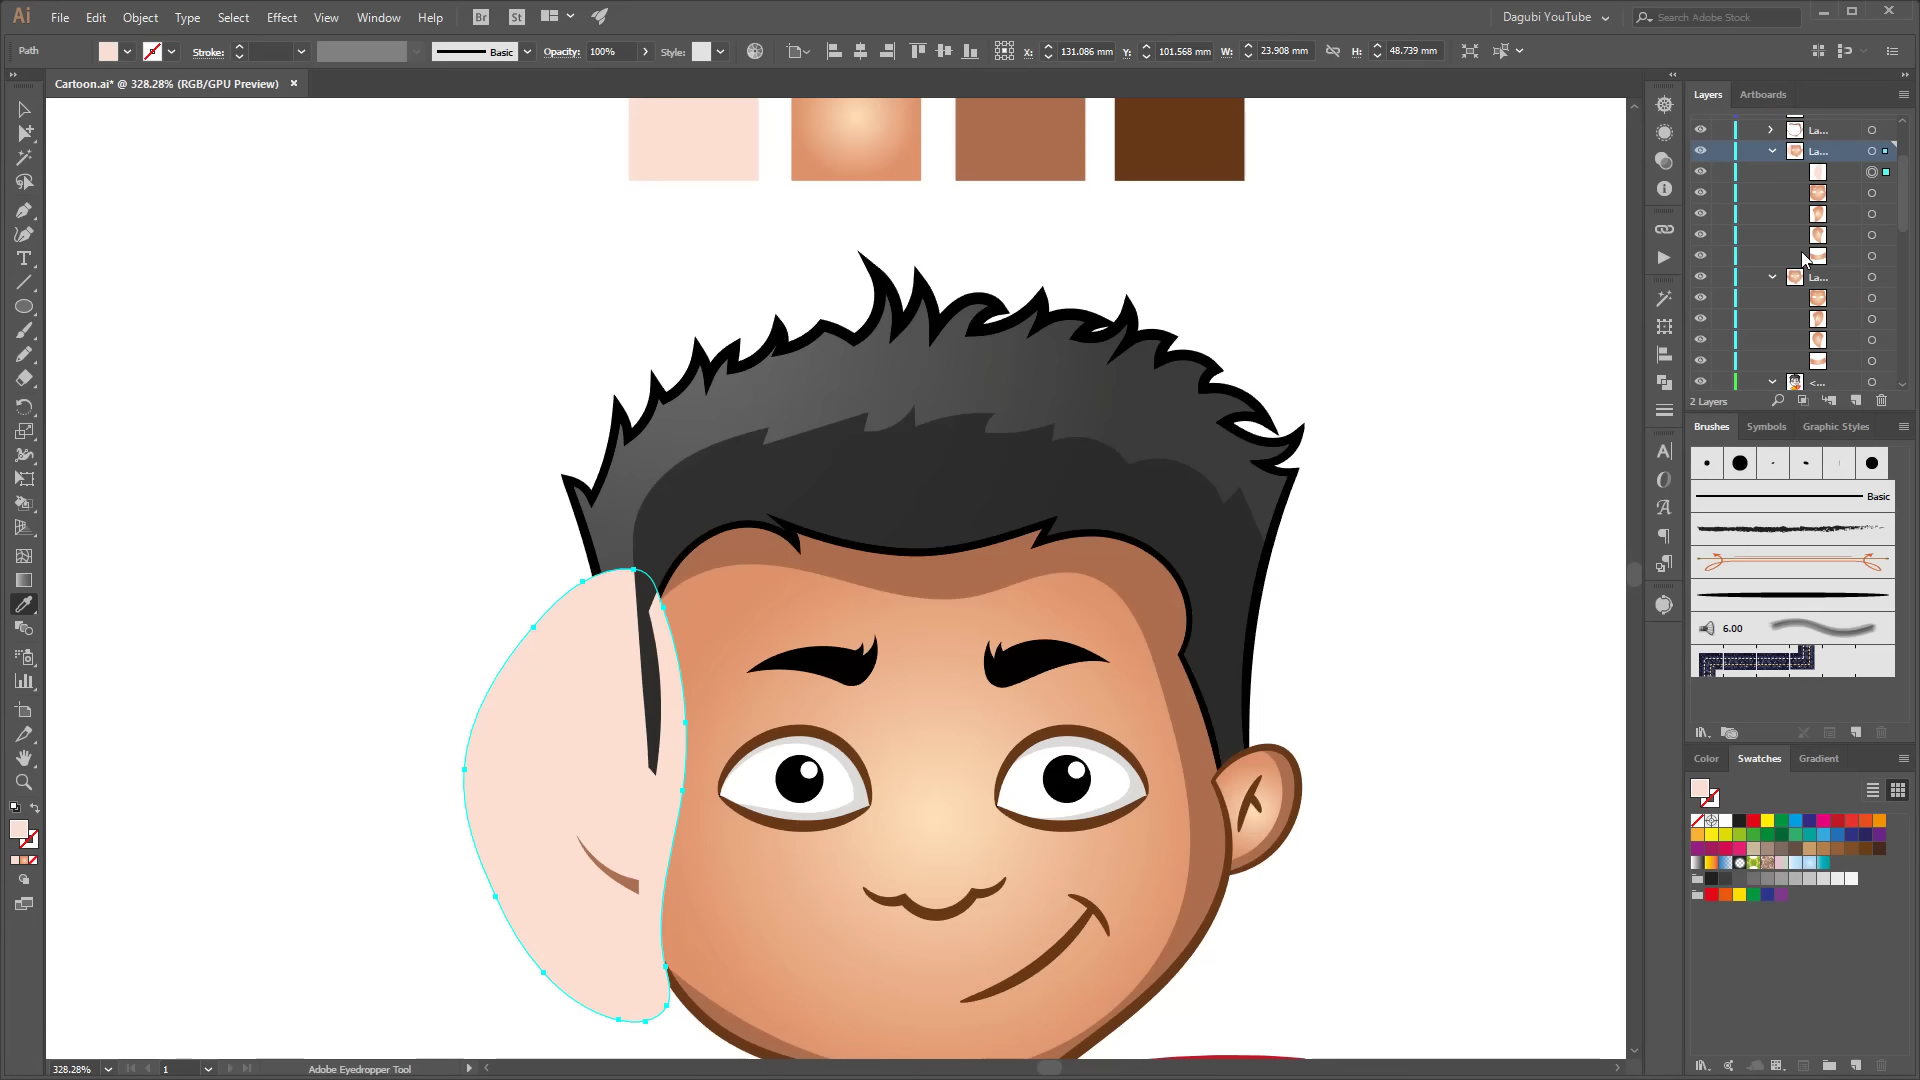 Ai File Edit Object Type Select Effect View Window Help Br St Dagubi YouTube Search Adobe Stock
Path Stroke: Basic Opacity: 100% Style: X: 131.086 mm Y: 101.568 mm W: 23.908 mm H: 48.739 mm
Cartoon.ai* @ 328.28% (RGB/GPU Preview)
Layers Artboards
La...
La...
La...
<...
2 Layers
Brushes Symbols Graphic Styles
Basic
6.00
Color Swatches Gradient
328.28% 1 Adobe Eyedropper Tool